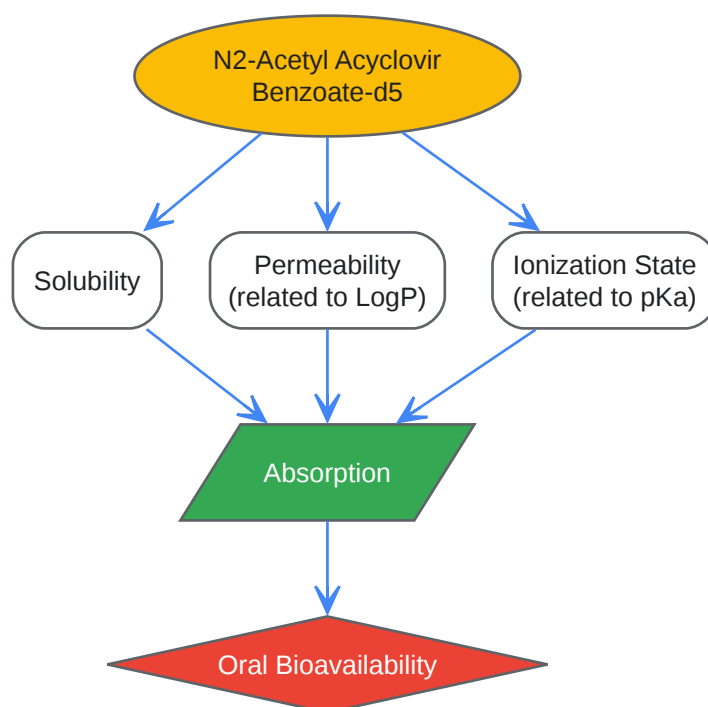 N2-Acetyl Acyclovir
Benzoate-d5
Solubility
Permeability
(related to LogP)
Ionization State
(related to pKa)
Absorption
Oral Bioavailability